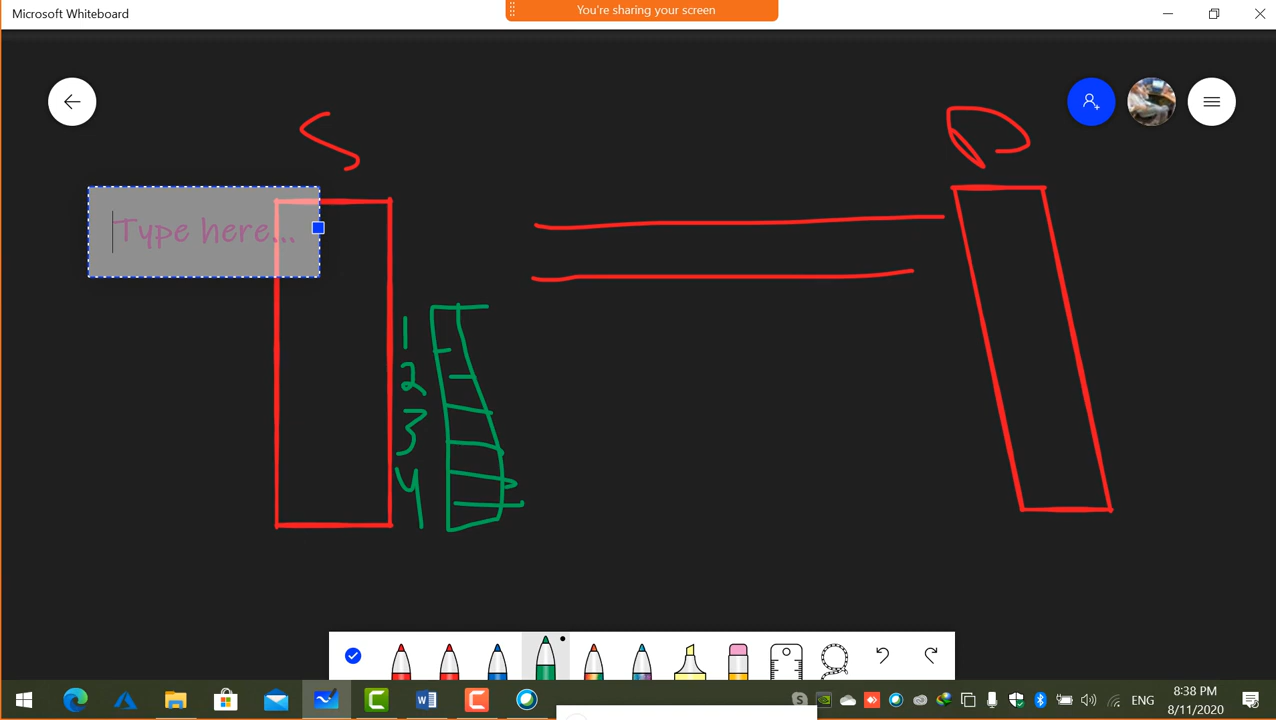 Microsoft Whiteboard
You're sharing your screen
S
D
Type here...
1
2
3
4
ENG
8:38 PM
8/11/2020